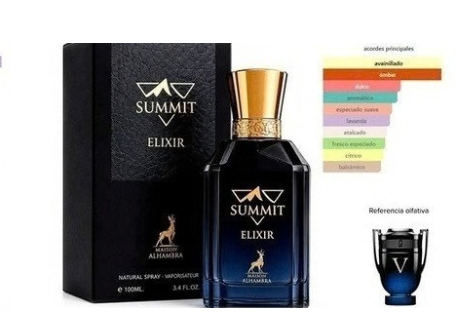 SUMMIT
ELIXIR
MAISON
ALHAMBRA
NATURAL SPRAY - VAPORISATEUR
e 100ML. 3.4 FL.OZ
SUMMIT
ELIXIR
MAISON
ALHAMBRA
acordes principales
avainillado
ámbar
dulce
aromático
especiado suave
lavanda
atalcado
fresco especiado
cítrico
balsámico
Referencia olfativa
V